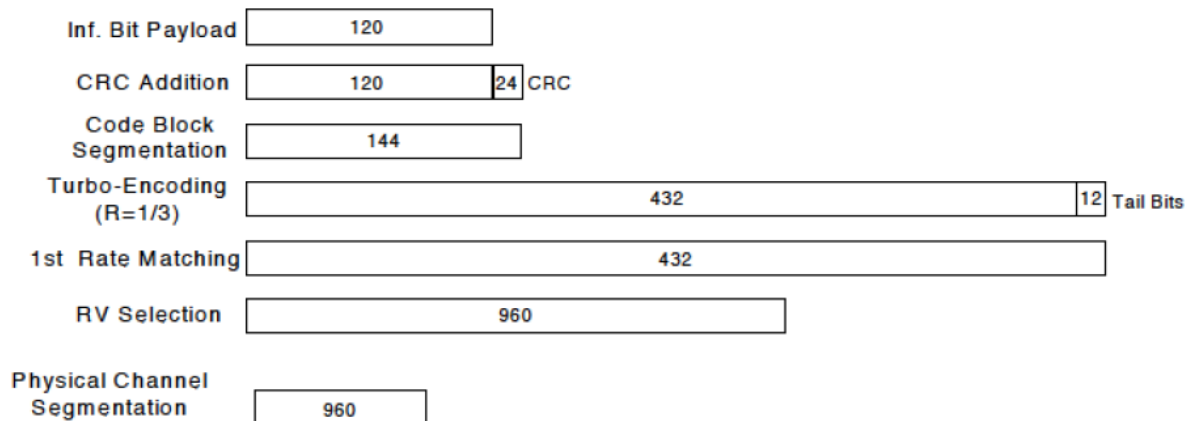 Inf. Bit Payload 120
CRC Addition 120 24 CRC
Code Block
Segmentation 144
Turbo-Encoding
(R=1/3) 432 12 Tail Bits
1st Rate Matching 432
RV Selection 960
Physical Channel
Segmentation 960